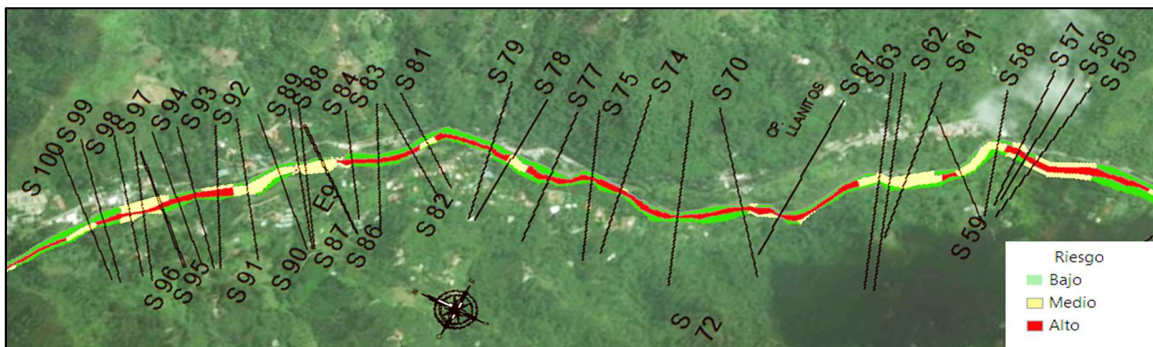 S 100
S 99
S 98
S 97
S 94
S 93
S 92
S 89
S 88
S 84
S 83
S 81
S 79
S 78
S 77
S 75
S 74
S 70
CP.
LLANITOS
S 67
S 63
S 62
S 61
S 58
S 57
S 56
S 55
S 96
S 95
S 91
S 90
E9
S 87
S 86
S 82
S 72
S 59
Riesgo
Bajo
Medio
Alto